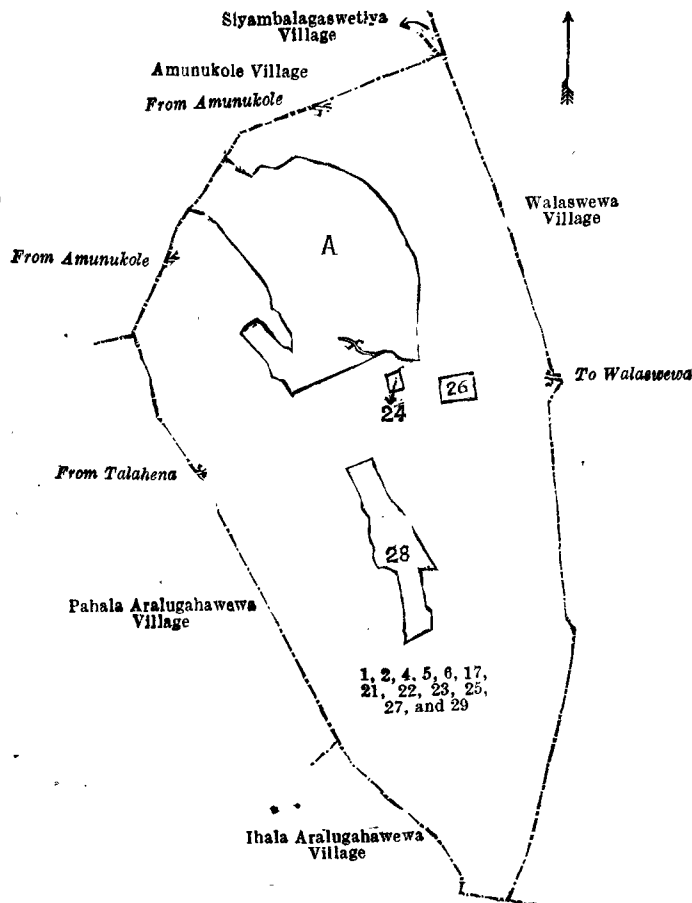 Siyambalagaswetiya
Village
Amunukole Village
From Amunukole
Walaswewa
Village
A
From Amunukole
To Walaswewa
26
24
From Talahena
28
Pahala Aralugahawewa
Village
1, 2, 4, 5, 6, 17,
21, 22, 23, 25,
27, and 29
Ihala Aralugahawewa
Village